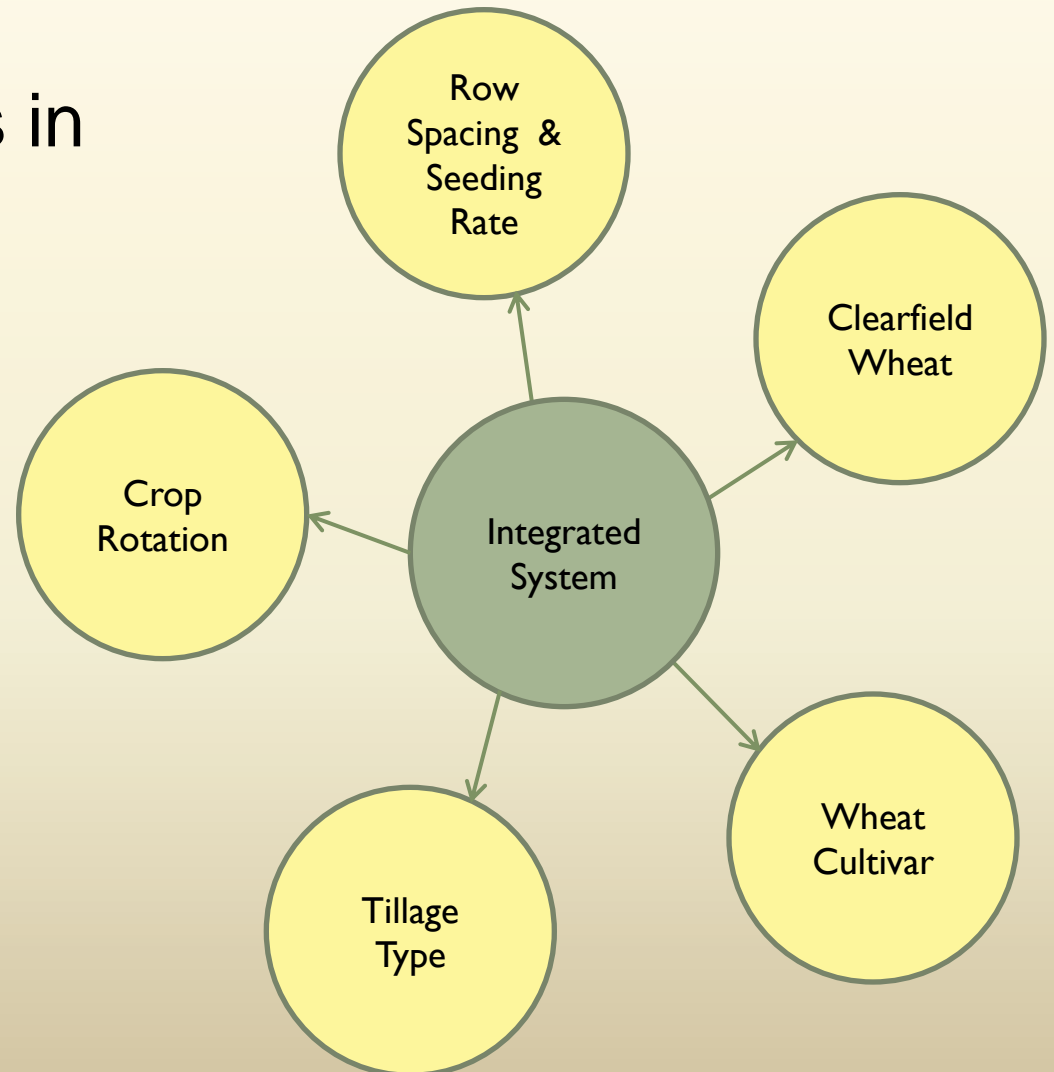 s in
Row
Spacing &
Seeding
Rate
Clearfield
Wheat
Crop
Rotation
Integrated
System
Wheat
Cultivar
Tillage
Type